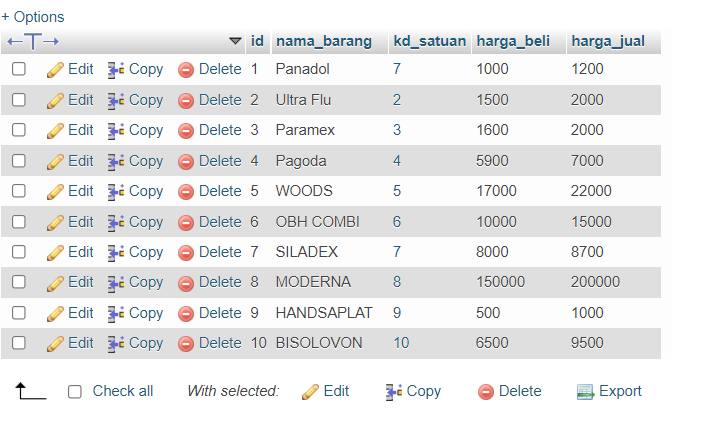 + Options
←T→ id nama_barang kd_satuan harga_beli harga_jual
Edit Copy Delete 1 Panadol 7 1000 1200
Edit Copy Delete 2 Ultra Flu 2 1500 2000
Edit Copy Delete 3 Paramex 3 1600 2000
Edit Copy Delete 4 Pagoda 4 5900 7000
Edit Copy Delete 5 WOODS 5 17000 22000
Edit Copy Delete 6 OBH COMBI 6 10000 15000
Edit Copy Delete 7 SILADEX 7 8000 8700
Edit Copy Delete 8 MODERNA 8 150000 200000
Edit Copy Delete 9 HANDSAPLAT 9 500 1000
Edit Copy Delete 10 BISOLOVON 10 6500 9500
Check all With selected: Edit Copy Delete Export